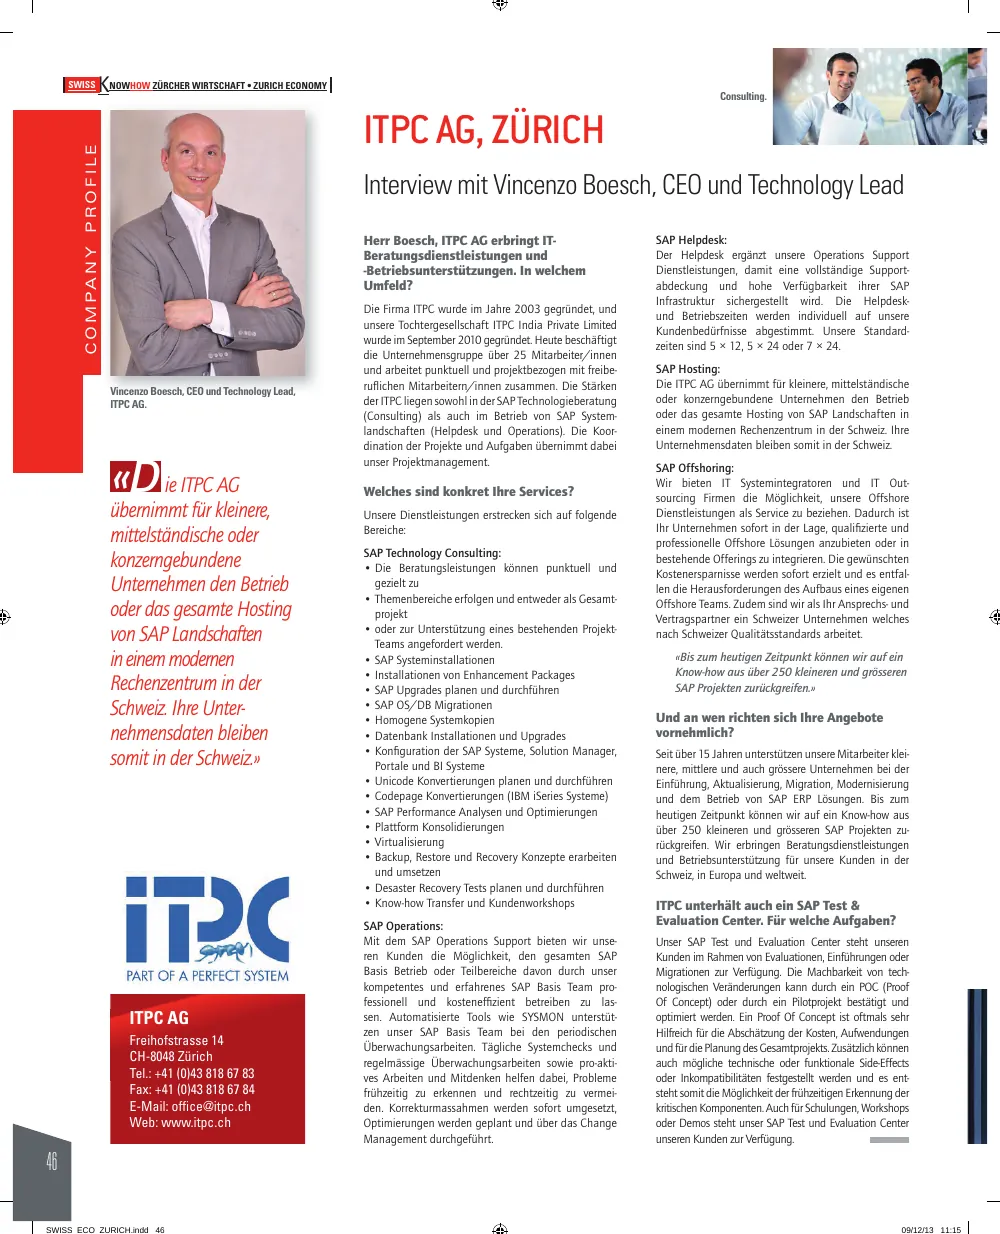 SWISS KNOWHOW ZÜRCHER WIRTSCHAFT • ZURICH ECONOMY
COMPANY PROFILE
Consulting.
ITPC AG, ZÜRICH
Interview mit Vincenzo Boesch, CEO und Technology Lead
Vincenzo Boesch, CEO und Technology Lead,
ITPC AG.
«Die ITPC AG
übernimmt für kleinere,
mittelständische oder
konzerngebundene
Unternehmen den Betrieb
oder das gesamte Hosting
von SAP Landschaften
in einem modernen
Rechenzentrum in der
Schweiz. Ihre Unter-
nehmensdaten bleiben
somit in der Schweiz.»
iTPC
PART OF A PERFECT SYSTEM
ITPC AG
Freihofstrasse 14
CH-8048 Zürich
Tel.: +41 (0)43 818 67 83
Fax: +41 (0)43 818 67 84
E-Mail: office@itpc.ch
Web: www.itpc.ch
Herr Boesch, ITPC AG erbringt IT-
Beratungsdienstleistungen und
-Betriebsunterstützungen. In welchem
Umfeld?
Die Firma ITPC wurde im Jahre 2003 gegründet, und
unsere Tochtergesellschaft ITPC India Private Limited
wurde im September 2010 gegründet. Heute beschäftigt
die Unternehmensgruppe über 25 Mitarbeiter/innen
und arbeitet punktuell und projektbezogen mit freibe-
ruflichen Mitarbeitern/innen zusammen. Die Stärken
der ITPC liegen sowohl in der SAP Technologieberatung
(Consulting) als auch im Betrieb von SAP System-
landschaften (Helpdesk und Operations). Die Koor-
dination der Projekte und Aufgaben übernimmt dabei
unser Projektmanagement.
Welches sind konkret Ihre Services?
Unsere Dienstleistungen erstrecken sich auf folgende
Bereiche:
SAP Technology Consulting:
• Die Beratungsleistungen können punktuell und
gezielt zu
• Themenbereiche erfolgen und entweder als Gesamt-
projekt
• oder zur Unterstützung eines bestehenden Projekt-
Teams angefordert werden.
• SAP Systeminstallationen
• Installationen von Enhancement Packages
• SAP Upgrades planen und durchführen
• SAP OS/DB Migrationen
• Homogene Systemkopien
• Datenbank Installationen und Upgrades
• Konfiguration der SAP Systeme, Solution Manager,
Portale und BI Systeme
• Unicode Konvertierungen planen und durchführen
• Codepage Konvertierungen (IBM iSeries Systeme)
• SAP Performance Analysen und Optimierungen
• Plattform Konsolidierungen
• Virtualisierung
• Backup, Restore und Recovery Konzepte erarbeiten
und umsetzen
• Desaster Recovery Tests planen und durchführen
• Know-how Transfer und Kundenworkshops
SAP Operations:
Mit dem SAP Operations Support bieten wir unse-
ren Kunden die Möglichkeit, den gesamten SAP
Basis Betrieb oder Teilbereiche davon durch unser
kompetentes und erfahrenes SAP Basis Team pro-
fessionell und kosteneffizient betreiben zu las-
sen. Automatisierte Tools wie SYSMON unterstüt-
zen unser SAP Basis Team bei den periodischen
Überwachungsarbeiten. Tägliche Systemchecks und
regelmässige Überwachungsarbeiten sowie pro-akti-
ves Arbeiten und Mitdenken helfen dabei, Probleme
frühzeitig zu erkennen und rechtzeitig zu vermei-
den. Korrekturmassahmen werden sofort umgesetzt,
Optimierungen werden geplant und über das Change
Management durchgeführt.
SAP Helpdesk:
Der Helpdesk ergänzt unsere Operations Support
Dienstleistungen, damit eine vollständige Support-
abdeckung und hohe Verfügbarkeit ihrer SAP
Infrastruktur sichergestellt wird. Die Helpdesk-
und Betriebszeiten werden individuell auf unsere
Kundenbedürfnisse abgestimmt. Unsere Standard-
zeiten sind 5 × 12, 5 × 24 oder 7 × 24.
SAP Hosting:
Die ITPC AG übernimmt für kleinere, mittelständische
oder konzerngebundene Unternehmen den Betrieb
oder das gesamte Hosting von SAP Landschaften in
einem modernen Rechenzentrum in der Schweiz. Ihre
Unternehmensdaten bleiben somit in der Schweiz.
SAP Offshoring:
Wir bieten IT Systemintegratoren und IT Out-
sourcing Firmen die Möglichkeit, unsere Offshore
Dienstleistungen als Service zu beziehen. Dadurch ist
Ihr Unternehmen sofort in der Lage, qualifizierte und
professionelle Offshore Lösungen anzubieten oder in
bestehende Offerings zu integrieren. Die gewünschten
Kostenersparnisse werden sofort erzielt und es entfal-
len die Herausforderungen des Aufbaus eines eigenen
Offshore Teams. Zudem sind wir als Ihr Ansprechs- und
Vertragspartner ein Schweizer Unternehmen welches
nach Schweizer Qualitätsstandards arbeitet.
«Bis zum heutigen Zeitpunkt können wir auf ein
Know-how aus über 250 kleineren und grösseren
SAP Projekten zurückgreifen.»
Und an wen richten sich Ihre Angebote
vornehmlich?
Seit über 15 Jahren unterstützen unsere Mitarbeiter klei-
nere, mittlere und auch grössere Unternehmen bei der
Einführung, Aktualisierung, Migration, Modernisierung
und dem Betrieb von SAP ERP Lösungen. Bis zum
heutigen Zeitpunkt können wir auf ein Know-how aus
über 250 kleineren und grösseren SAP Projekten zu-
rückgreifen. Wir erbringen Beratungsdienstleistungen
und Betriebsunterstützung für unsere Kunden in der
Schweiz, in Europa und weltweit.
ITPC unterhält auch ein SAP Test &
Evaluation Center. Für welche Aufgaben?
Unser SAP Test und Evaluation Center steht unseren
Kunden im Rahmen von Evaluationen, Einführungen oder
Migrationen zur Verfügung. Die Machbarkeit von tech-
nologischen Veränderungen kann durch ein POC (Proof
Of Concept) oder durch ein Pilotprojekt bestätigt und
optimiert werden. Ein Proof Of Concept ist oftmals sehr
Hilfreich für die Abschätzung der Kosten, Aufwendungen
und für die Planung des Gesamtprojekts. Zusätzlich können
auch mögliche technische oder funktionale Side-Effects
oder Inkompatibilitäten festgestellt werden und es ent-
steht somit die Möglichkeit der frühzeitigen Erkennung der
kritischen Komponenten. Auch für Schulungen, Workshops
oder Demos steht unser SAP Test und Evaluation Center
unseren Kunden zur Verfügung.
46
SWISS_ECO_ZURICH.indd 46
09/12/13 11:15